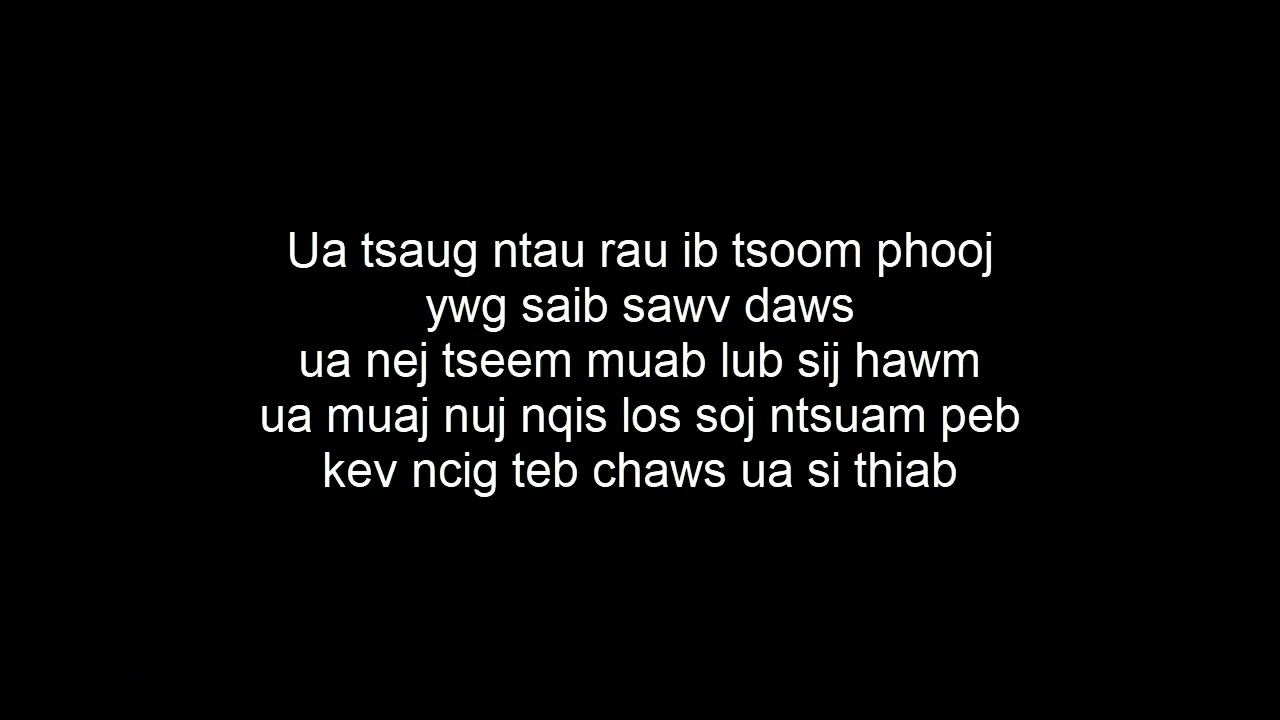 Ua tsaug ntau rau ib tsoom phooj
ywg saib sawv daws
ua nej tseem muab lub sij hawm
ua muaj nuj nqis los soj ntsuam peb
kev ncig teb chaws ua si thiab